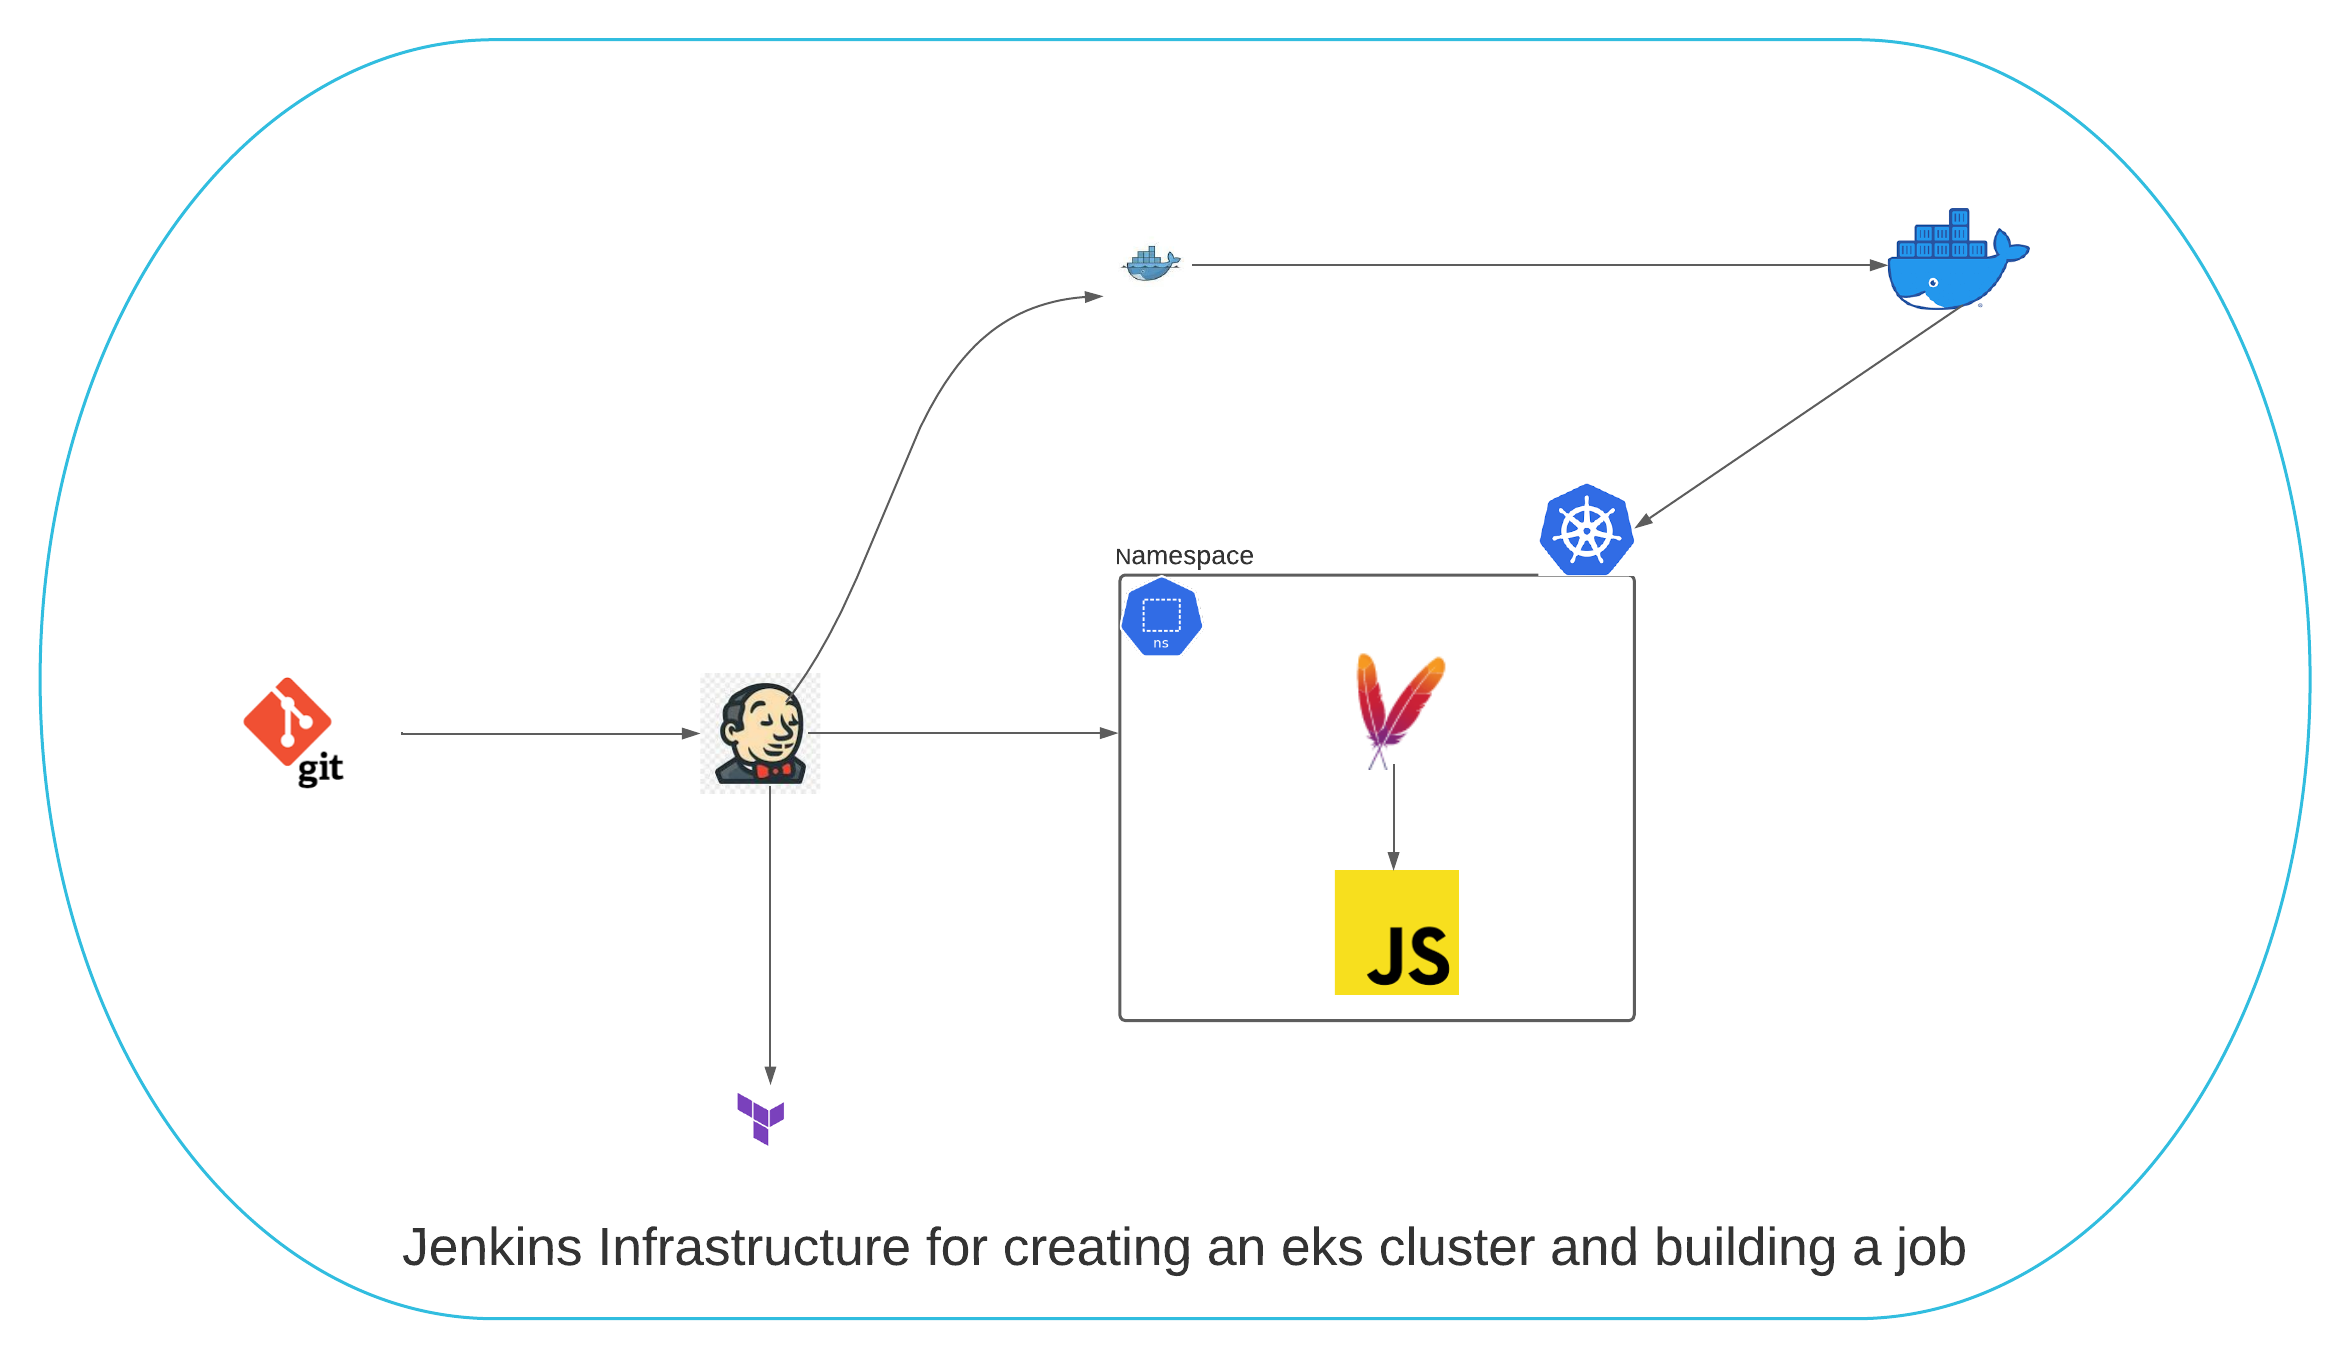 Namespace
ns
git
JS
Jenkins Infrastructure for creating an eks cluster and building a job